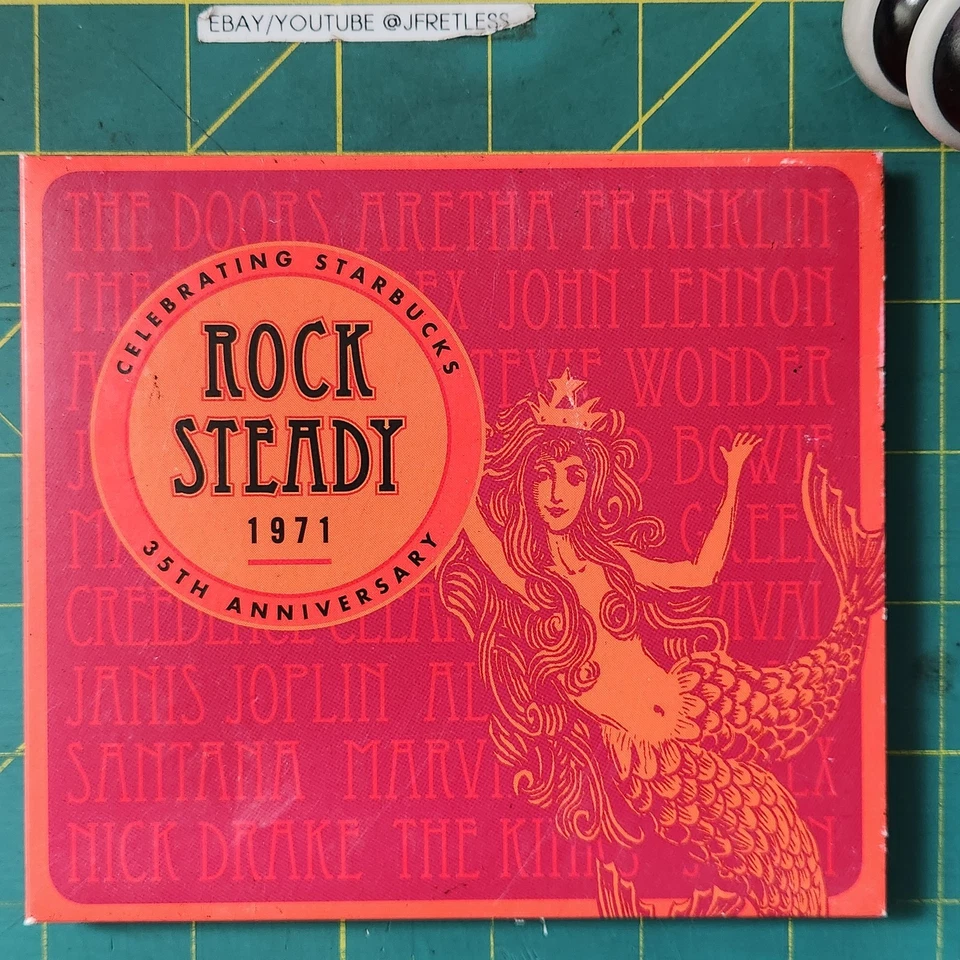 EBAY/YOUTUBE @JFRETLESS
THE DOORS ARETHA FRANKLIN
THE JOHN LENNON
WONDER
BOWIE
JANIS JOPLIN
SANTANA
NICK DRAKE THE
CELEBRATING STARBUCKS
ROCK
STEADY
1971
35TH ANNIVERSARY